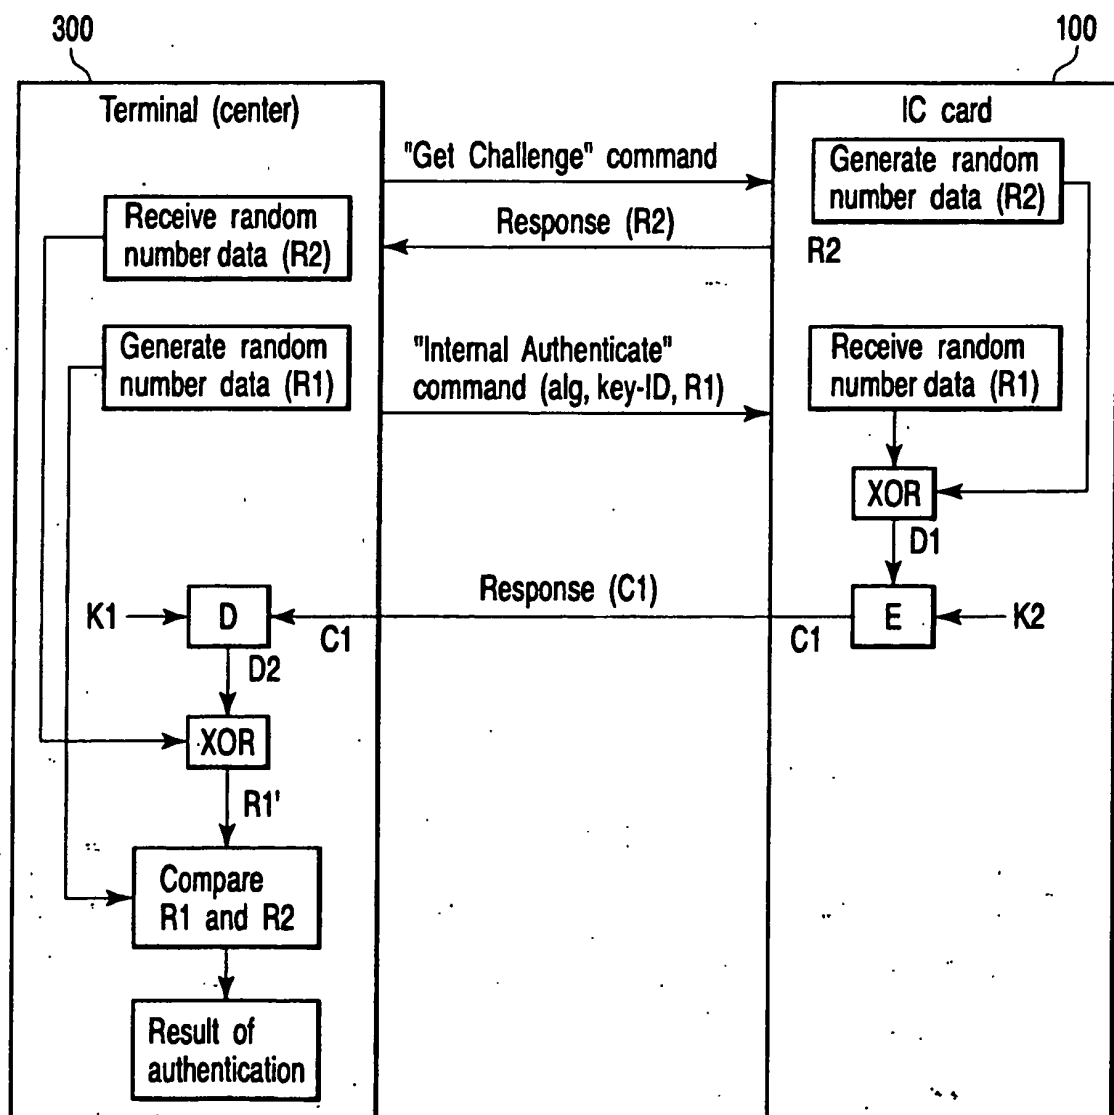 300
100
Terminal (center)
IC card
"Get Challenge" command
Generate random
number data (R2)
Receive random
number data (R2)
Response (R2)
R2
Generate random
number data (R1)
"Internal Authenticate"
command (alg, key-ID, R1)
Receive random
number data (R1)
XOR
D1
K1
D
C1
Response (C1)
C1
E
K2
D2
XOR
R1'
Compare
R1 and R2
Result of
authentication